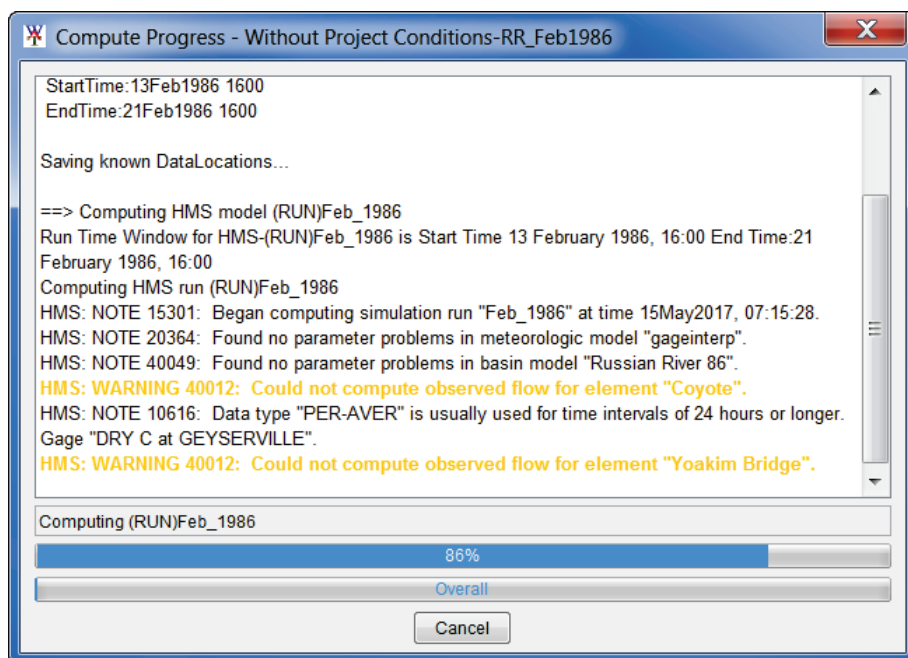 Compute Progress - Without Project Conditions-RR_Feb1986
X
StartTime:13Feb1986 1600
EndTime:21Feb1986 1600
Saving known DataLocations...
==> Computing HMS model (RUN)Feb_1986
Run Time Window for HMS-(RUN)Feb_1986 is Start Time 13 February 1986, 16:00 End Time:21
February 1986, 16:00
Computing HMS run (RUN)Feb_1986
HMS: NOTE 15301:  Began computing simulation run "Feb_1986" at time 15May2017, 07:15:28.
HMS: NOTE 20364:  Found no parameter problems in meteorologic model "gageinterp".
HMS: NOTE 40049:  Found no parameter problems in basin model "Russian River 86".
HMS: WARNING 40012:  Could not compute observed flow for element "Coyote".
HMS: NOTE 10616:  Data type "PER-AVER" is usually used for time intervals of 24 hours or longer.
Gage "DRY C at GEYSERVILLE".
HMS: WARNING 40012:  Could not compute observed flow for element "Yoakim Bridge".
Computing (RUN)Feb_1986
86%
Overall
Cancel